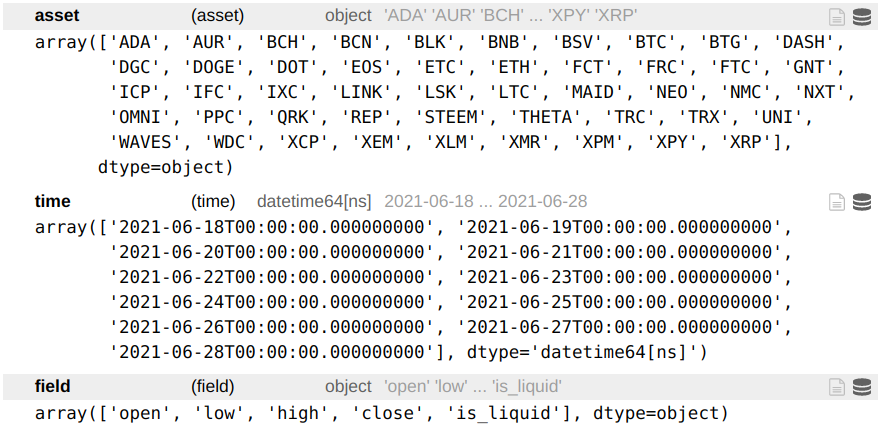 asset (asset) object 'ADA' 'AUR' 'BCH' ... 'XPY' 'XRP'
array(['ADA', 'AUR', 'BCH', 'BCN', 'BLK', 'BNB', 'BSV', 'BTC', 'BTG', 'DASH',
'DGC', 'DOGE', 'DOT', 'EOS', 'ETC', 'ETH', 'FCT', 'FRC', 'FTC', 'GNT',
'ICP', 'IFC', 'IXC', 'LINK', 'LSK', 'LTC', 'MAID', 'NEO', 'NMC', 'NXT',
'OMNI', 'PPC', 'QRK', 'REP', 'STEEM', 'THETA', 'TRC', 'TRX', 'UNI',
'WAVES', 'WDC', 'XCP', 'XEM', 'XLM', 'XMR', 'XPM', 'XPY', 'XRP'],
dtype=object)
time (time) datetime64[ns] 2021-06-18 ... 2021-06-28
array(['2021-06-18T00:00:00.000000000', '2021-06-19T00:00:00.000000000',
'2021-06-20T00:00:00.000000000', '2021-06-21T00:00:00.000000000',
'2021-06-22T00:00:00.000000000', '2021-06-23T00:00:00.000000000',
'2021-06-24T00:00:00.000000000', '2021-06-25T00:00:00.000000000',
'2021-06-26T00:00:00.000000000', '2021-06-27T00:00:00.000000000',
'2021-06-28T00:00:00.000000000'], dtype='datetime64[ns]')
field (field) object 'open' 'low' ... 'is_liquid'
array(['open', 'low', 'high', 'close', 'is_liquid'], dtype=object)